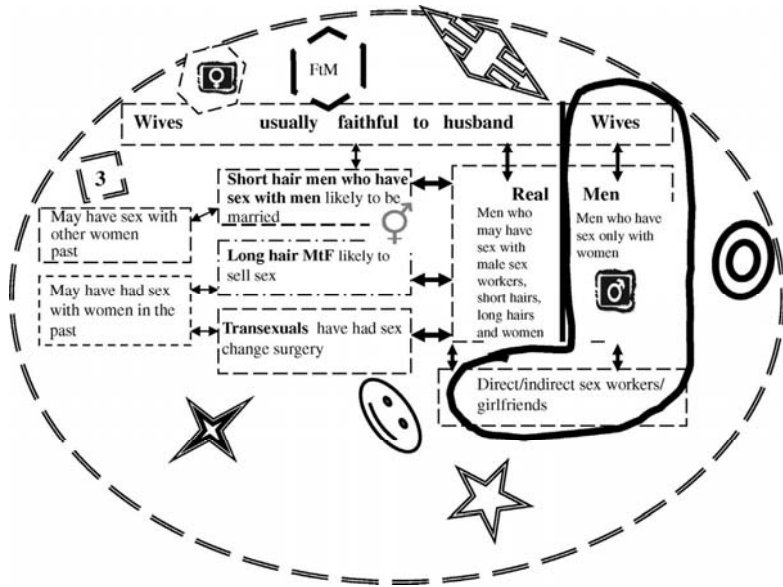 FtM
Wives usually faithful to husband
Wives
3
Short hair men who have
sex with men likely to be
married
May have sex with
other women
past
Long hair MtF likely to
sell sex
May have had sex
with women in the
past
Transexuals have had sex
change surgery
Real Men
Men who
may have
sex with
male sex
workers,
short hairs,
long hairs
and women
Men who have
sex only with
women
Direct/indirect sex workers/
girlfriends